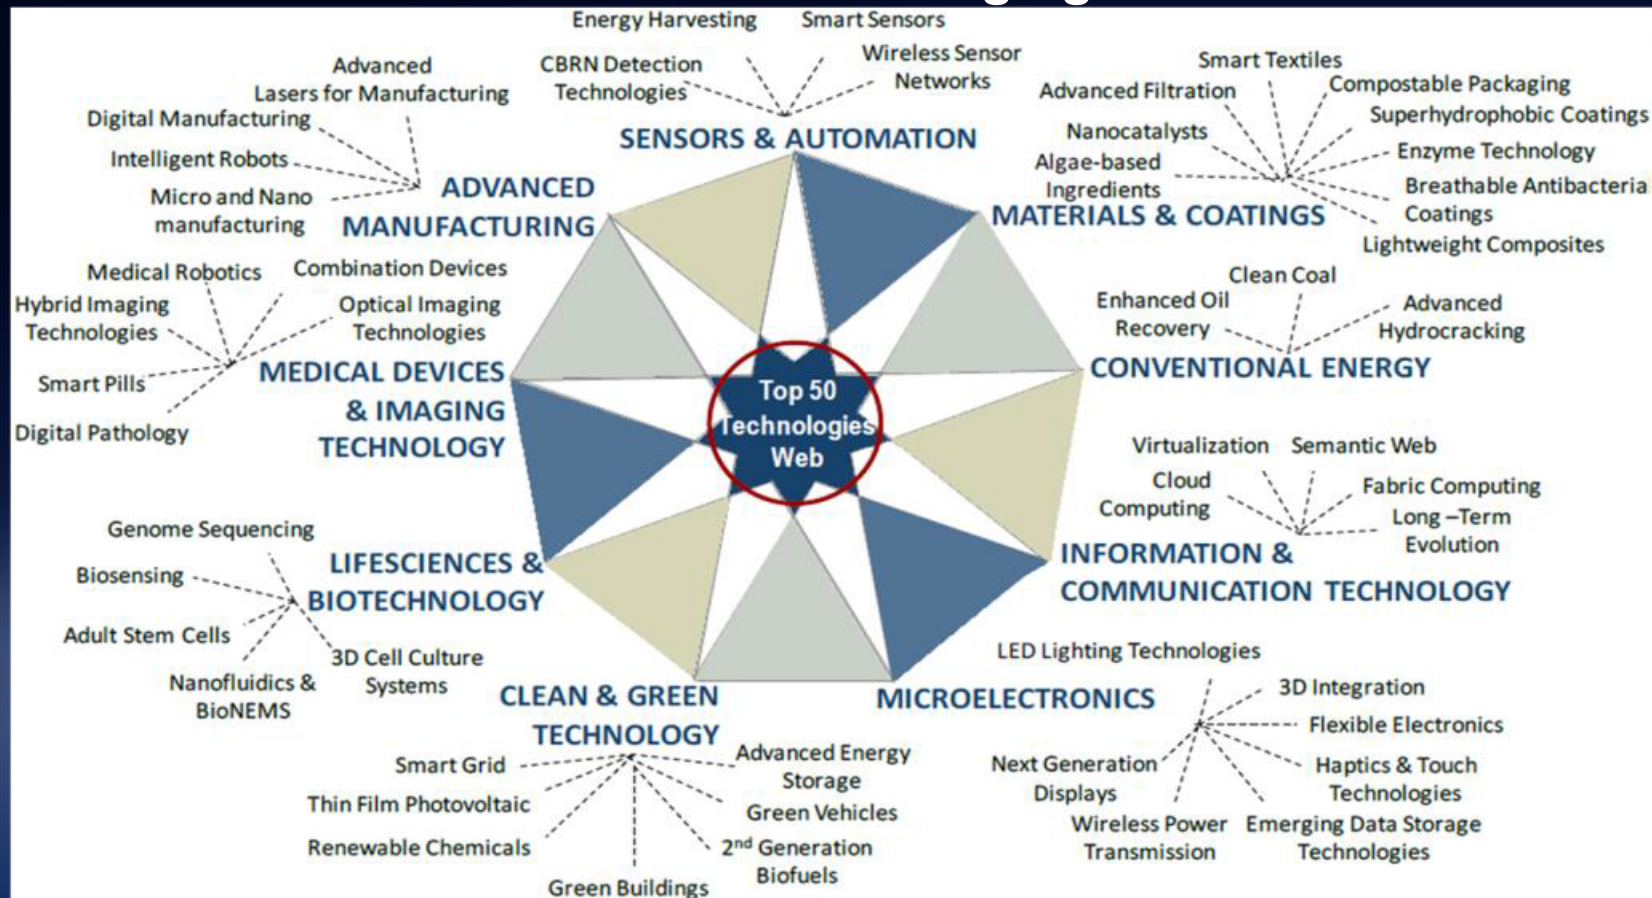 Energy Harvesting
Smart Sensors
CBRN Detection
Technologies
Wireless Sensor
Networks
SENSORS & AUTOMATION
Advanced
Lasers for Manufacturing
Digital Manufacturing
Intelligent Robots
Micro and Nano
manufacturing
ADVANCED
MANUFACTURING
Smart Textiles
Advanced Filtration
Compostable Packaging
Superhydrophobic Coatings
Nanocatalysts
Enzyme Technology
Algae-based
Ingredients
Breathable Antibacteria
Coatings
Lightweight Composites
MATERIALS & COATINGS
Medical Robotics
Combination Devices
Hybrid Imaging
Technologies
Optical Imaging
Technologies
Smart Pills
Digital Pathology
MEDICAL DEVICES
& IMAGING
TECHNOLOGY
Clean Coal
Enhanced Oil
Recovery
Advanced
Hydrocracking
CONVENTIONAL ENERGY
Top 50
Technologies
Web
Virtualization
Semantic Web
Cloud
Computing
Fabric Computing
Long –Term
Evolution
INFORMATION &
COMMUNICATION TECHNOLOGY
Genome Sequencing
Biosensing
Adult Stem Cells
Nanofluidics &
BioNEMS
3D Cell Culture
Systems
LIFESCIENCES &
BIOTECHNOLOGY
CLEAN & GREEN
TECHNOLOGY
Smart Grid
Thin Film Photovoltaic
Renewable Chemicals
Green Buildings
Advanced Energy
Storage
Green Vehicles
2nd Generation
Biofuels
MICROELECTRONICS
LED Lighting Technologies
3D Integration
Flexible Electronics
Next Generation
Displays
Haptics & Touch
Technologies
Wireless Power
Transmission
Emerging Data Storage
Technologies